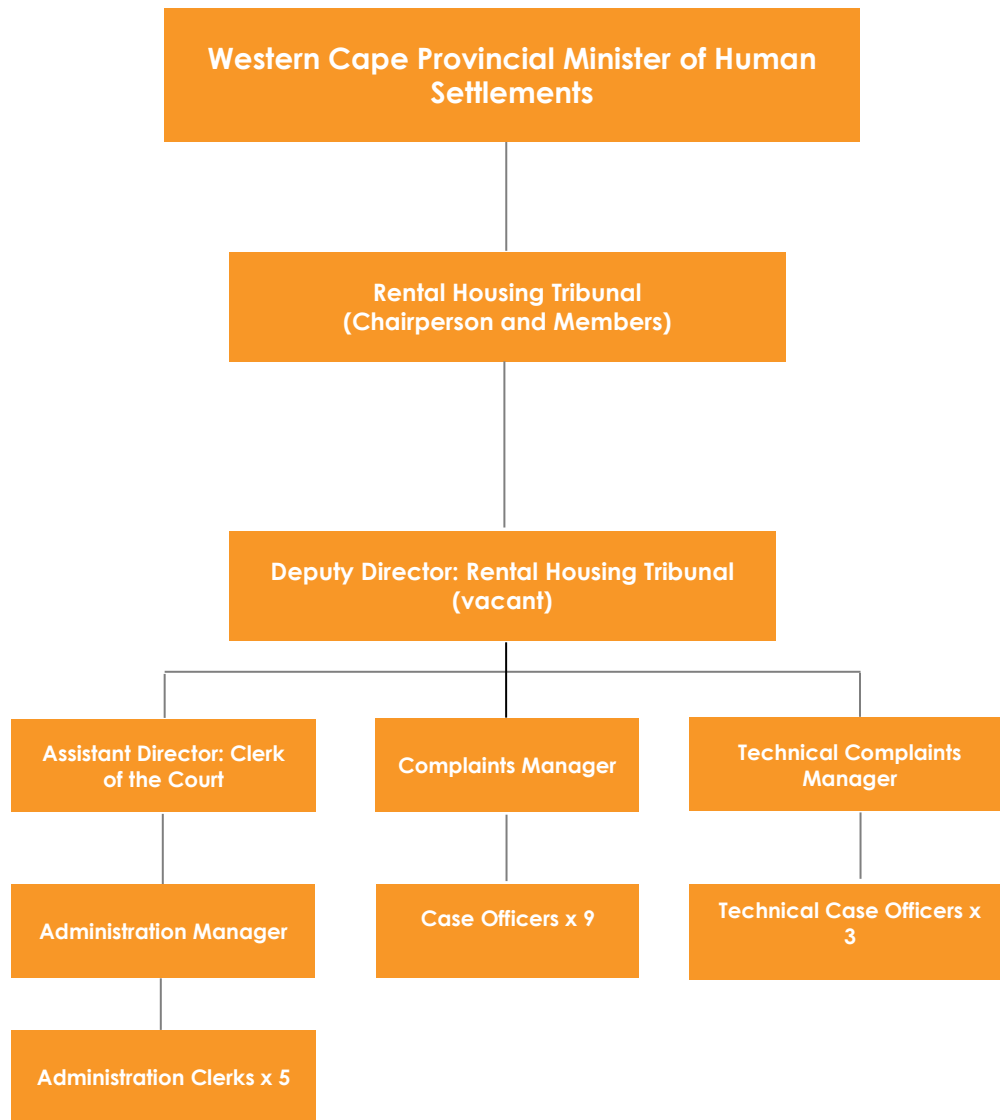 Western Cape Provincial Minister of Human
Settlements
Rental Housing Tribunal
(Chairperson and Members)
Deputy Director: Rental Housing Tribunal
(vacant)
Assistant Director: Clerk
of the Court
Complaints Manager
Technical Complaints
Manager
Administration Manager
Case Officers x 9
Technical Case Officers x
3
Administration Clerks x 5